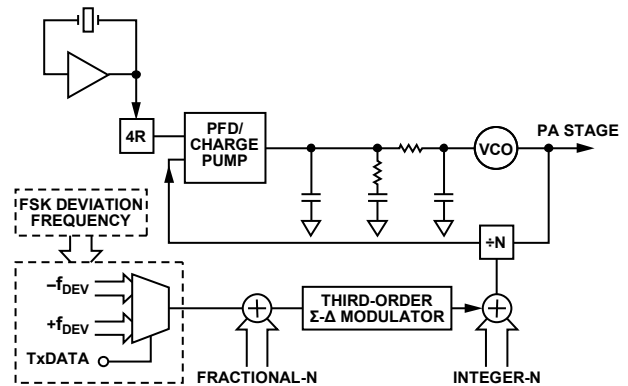 4R
PFD/
CHARGE
PUMP
VCO
PA STAGE
FSK DEVIATION
FREQUENCY
÷N
–fDEV
+fDEV
TxDATA
THIRD-ORDER
Σ-Δ MODULATOR
FRACTIONAL-N
INTEGER-N